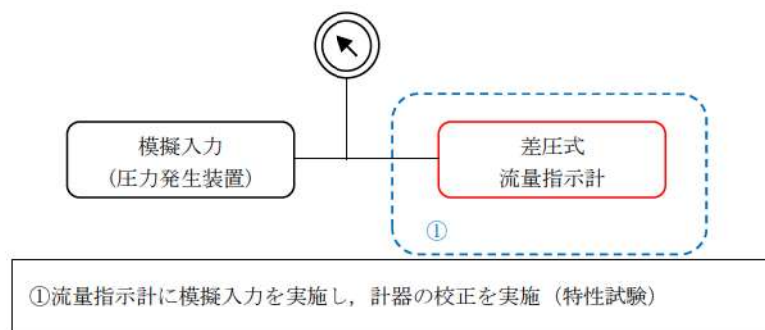 模擬入力
(圧力発生装置)
差圧式
流量指示計
①
①流量指示計に模擬入力を実施し，計器の校正を実施（特性試験）